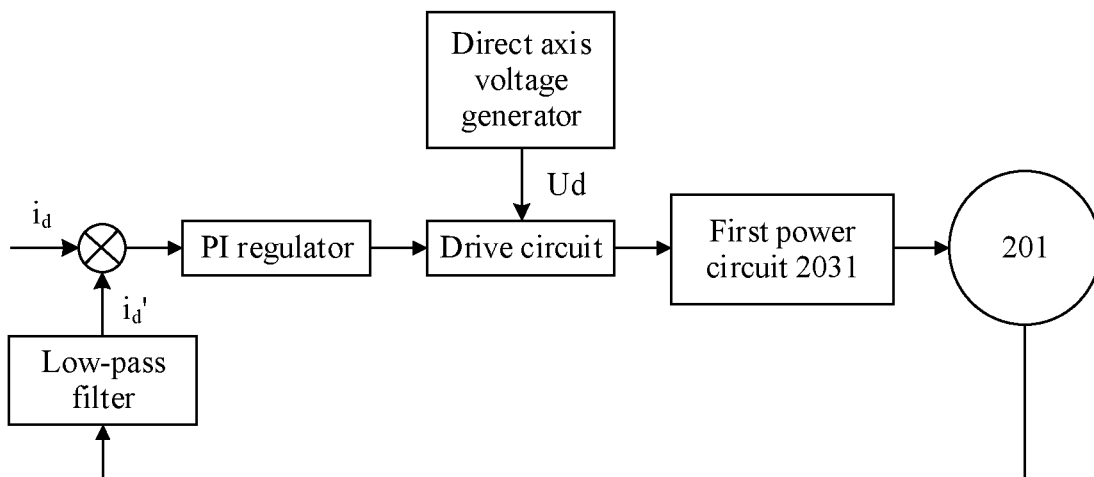 Direct axis
voltage
generator
Ud
i_d
PI regulator
Drive circuit
First power
circuit 2031
201
i_d'
Low-pass
filter